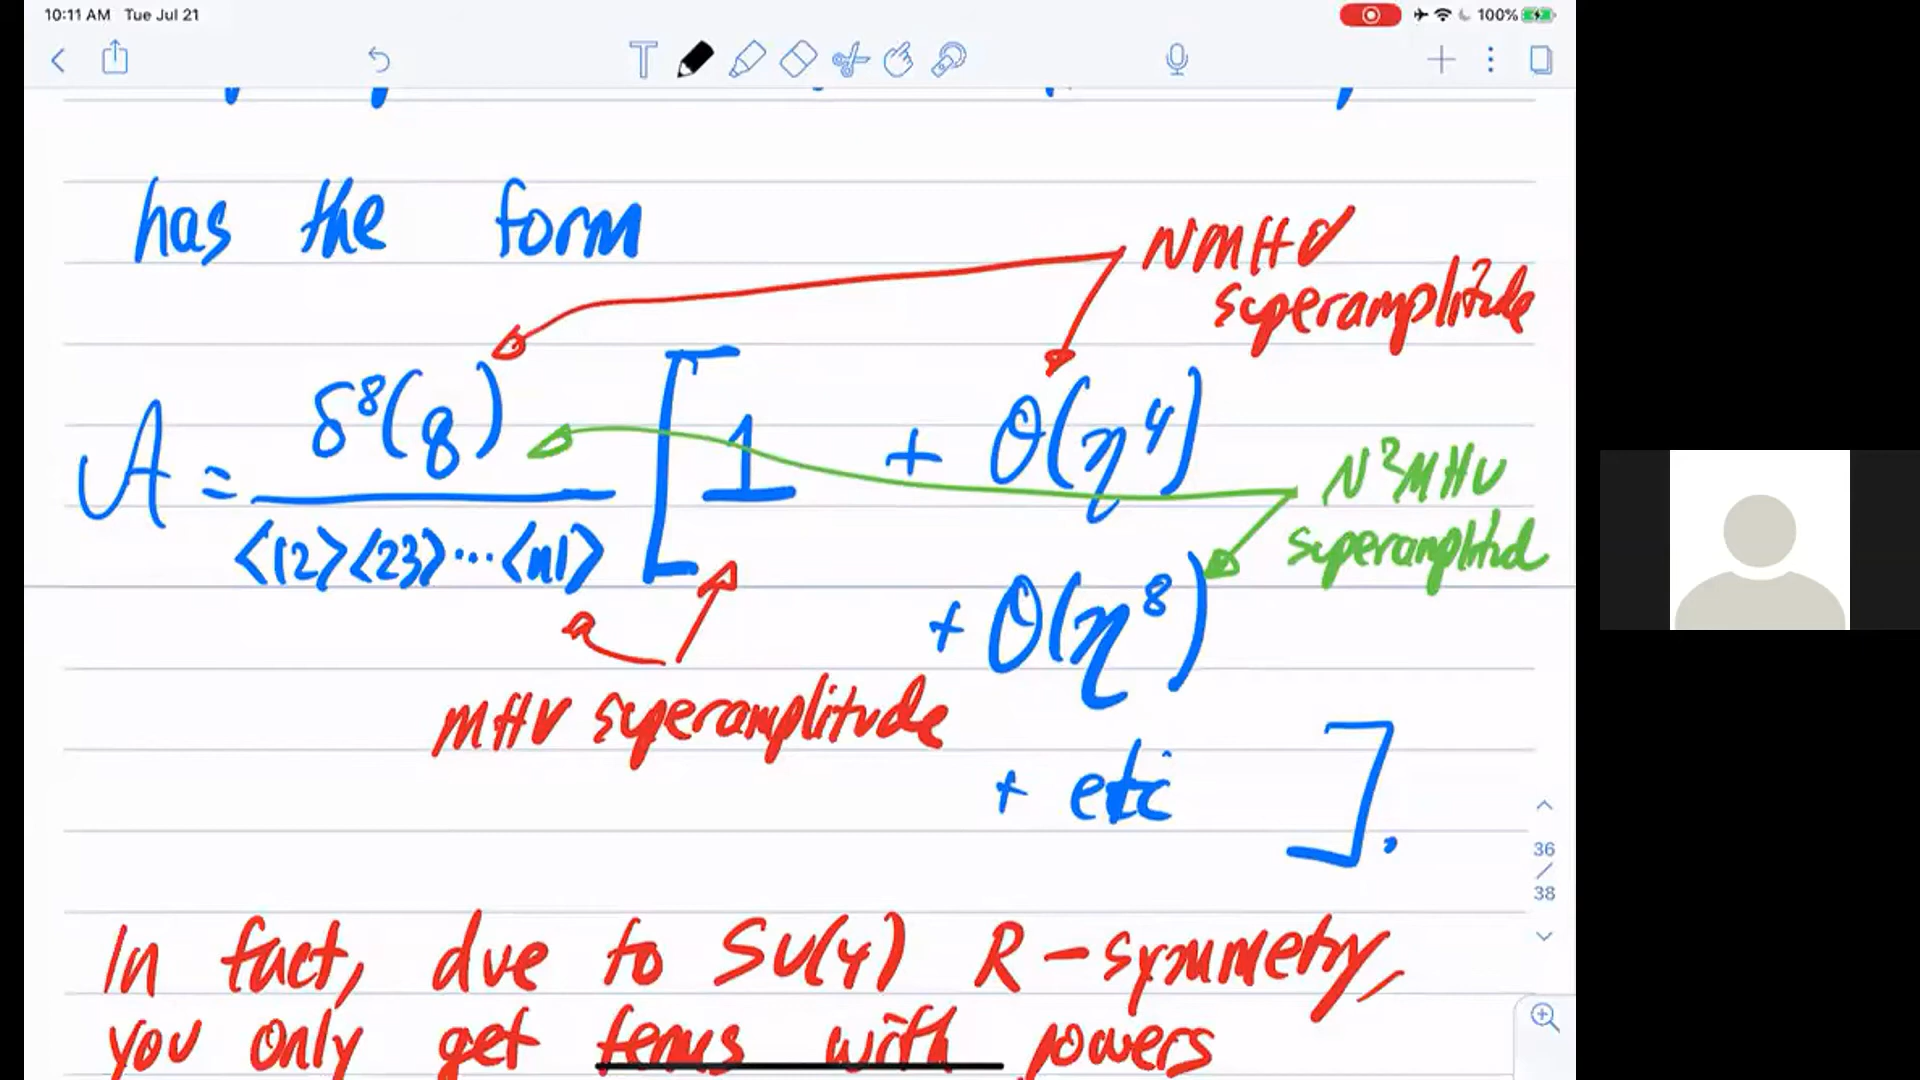 10:11 AM Tue Jul 21
100%
has the form
NMHV
superamplitude
A = δ⁸(q) / <12><23>...<n1> [ 1 + O(η⁴)
N²MHV
superamplitud
+ O(η⁸)
MHV superamplitude
+ etc ].
36
/
38
In fact, due to SU(4) R-symmetry,
you only get terms with powers